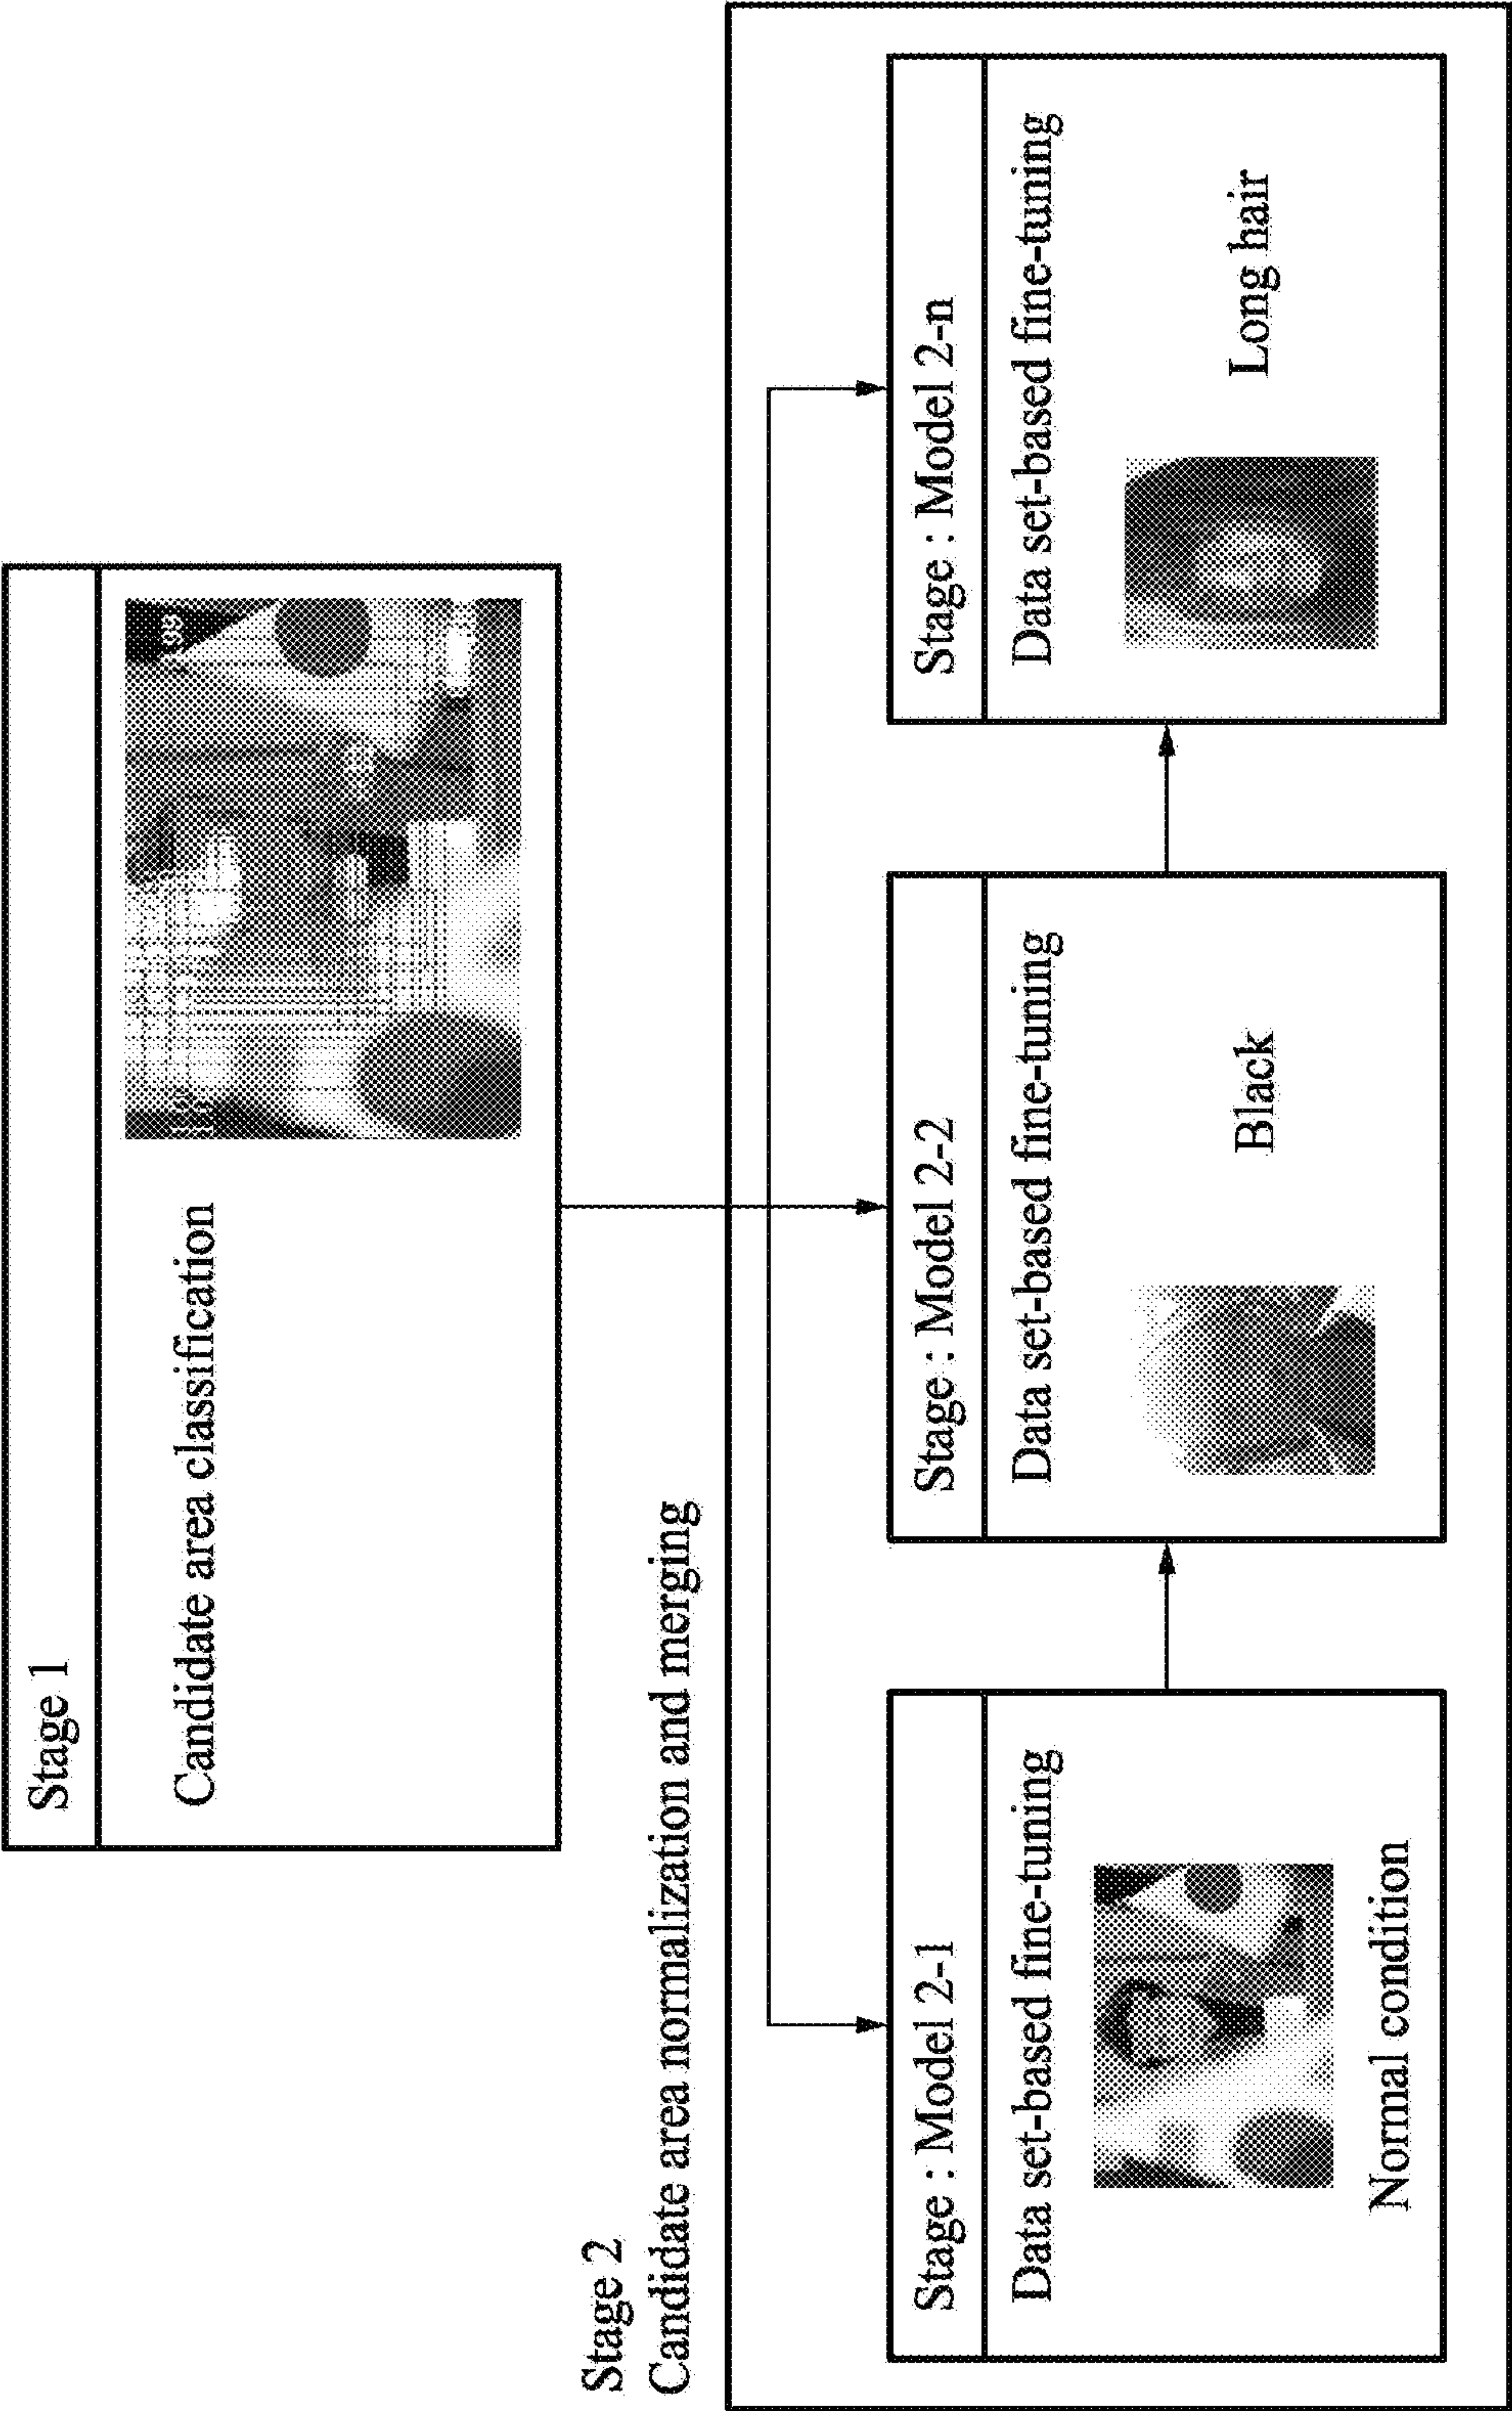 Stage 1
Candidate area classification
Stage 2
Candidate area normalization and merging
Stage : Model 2-1
Data set-based fine-tuning
Normal condition
Stage : Model 2-2
Data set-based fine-tuning
Black
Stage : Model 2-n
Data set-based fine-tuning
Long hair